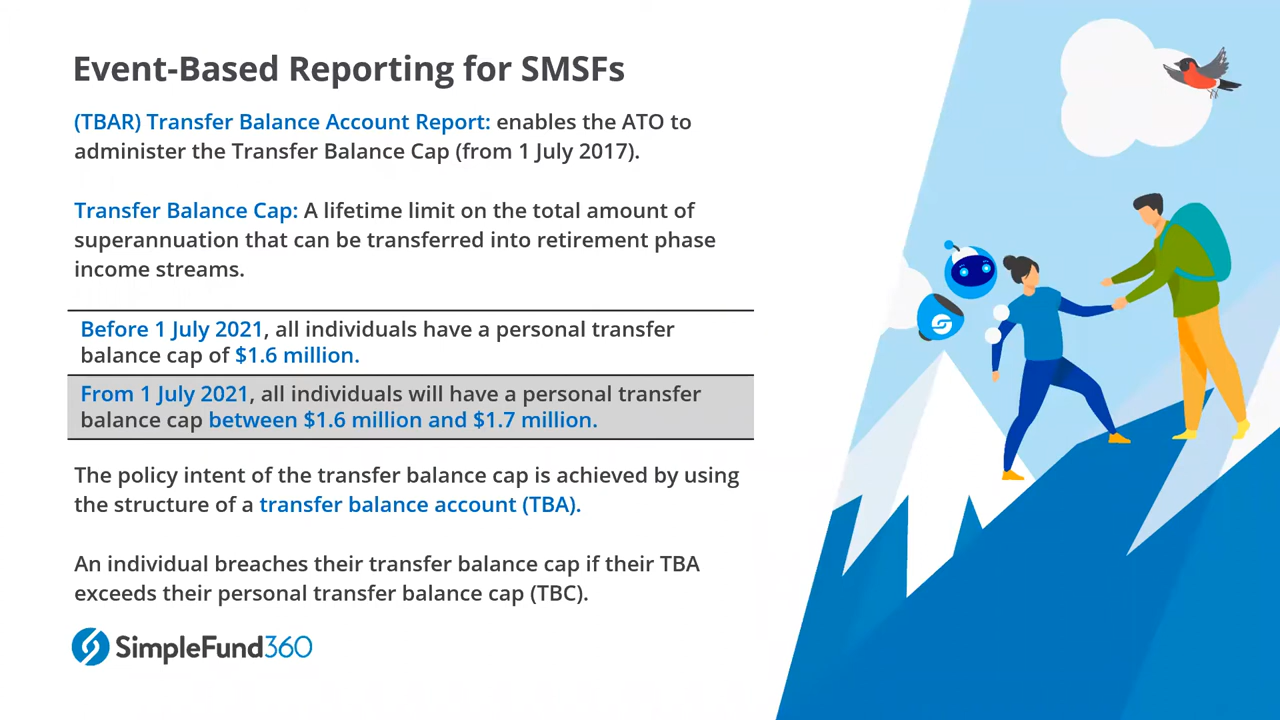 Event-Based Reporting for SMSFs
(TBAR) Transfer Balance Account Report: enables the ATO to
administer the Transfer Balance Cap (from 1 July 2017).
Transfer Balance Cap: A lifetime limit on the total amount of
superannuation that can be transferred into retirement phase
income streams.
Before 1 July 2021, all individuals have a personal transfer
balance cap of $1.6 million.
From 1 July 2021, all individuals will have a personal transfer
balance cap between $1.6 million and $1.7 million.
The policy intent of the transfer balance cap is achieved by using
the structure of a transfer balance account (TBA).
An individual breaches their transfer balance cap if their TBA
exceeds their personal transfer balance cap (TBC).
SimpleFund360